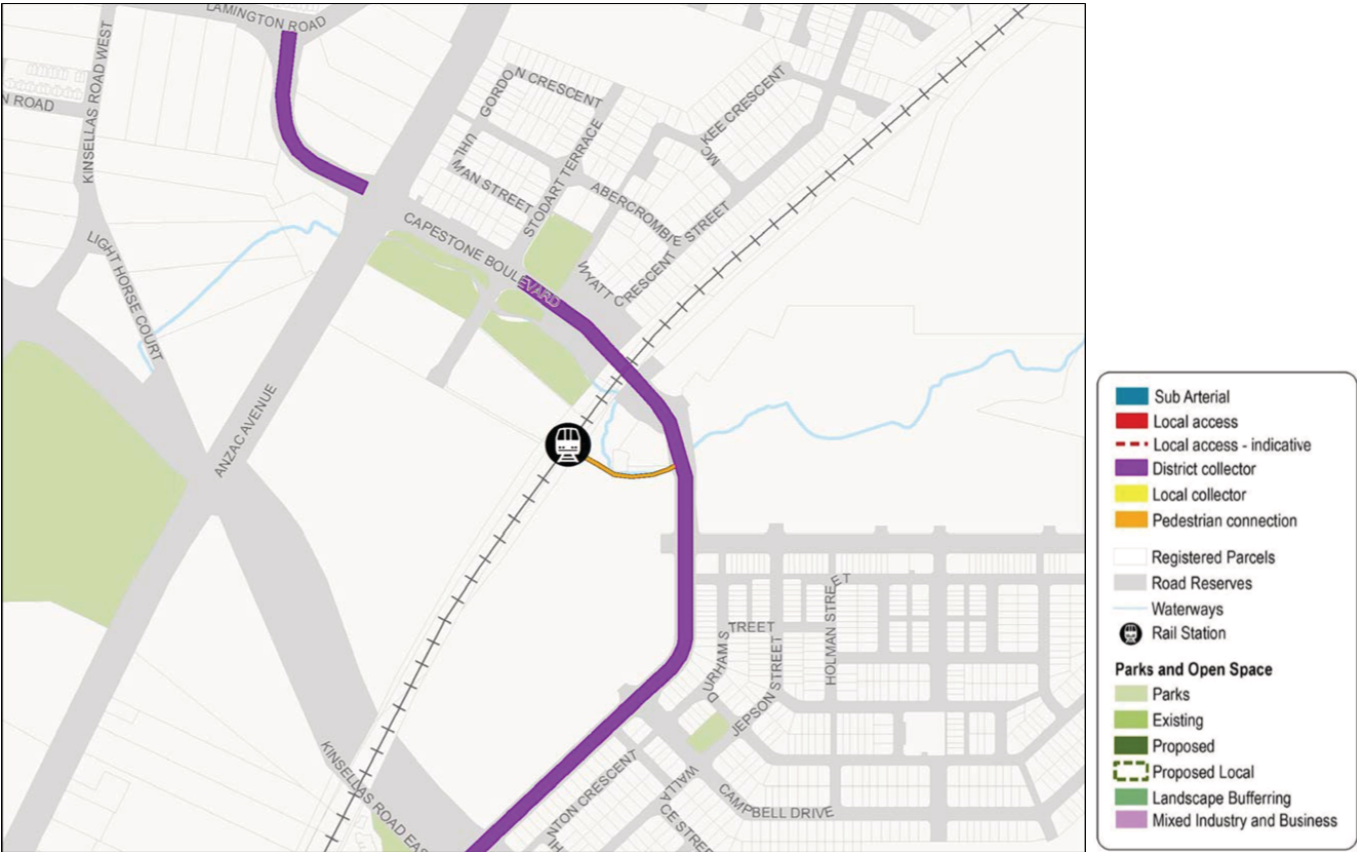 LAMINGTON ROAD
KINSELLAS ROAD WEST
N ROAD
GORDO
N CRESCENT
UHL
MAN STREET
STODART TERRACE
MC
KEE CRESCENT
ABERCROMBIE STREET
CAPESTONE BOULEVARD
WYATT CRESCENT
LIGHT HORSE COURT
ANZAC AVENUE
HOLMAN STREET
DURHAM S
TREET
JEPSON STREET
KINSELLAS ROAD EAS
NTON CRESCENT
WALLA
CE STREE
CAMPBELL DRIVE
Sub Arterial
Local access
Local access - indicative
District collector
Local collector
Pedestrian connection
Registered Parcels
Road Reserves
Waterways
Rail Station
Parks and Open Space
Parks
Existing
Proposed
Proposed Local
Landscape Bufferring
Mixed Industry and Business